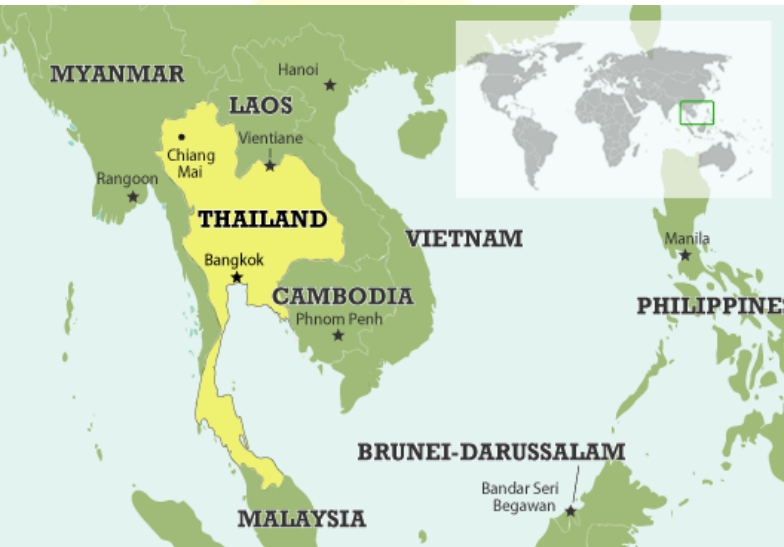 MYANMAR
Hanoi
LAOS
Vientiane
Chiang
Mai
Rangoon
THAILAND
VIETNAM
Manila
Bangkok
CAMBODIA
Phnom Penh
PHILIPPINE
BRUNEI-DARUSSALAM
Bandar Seri
Begawan
MALAYSIA